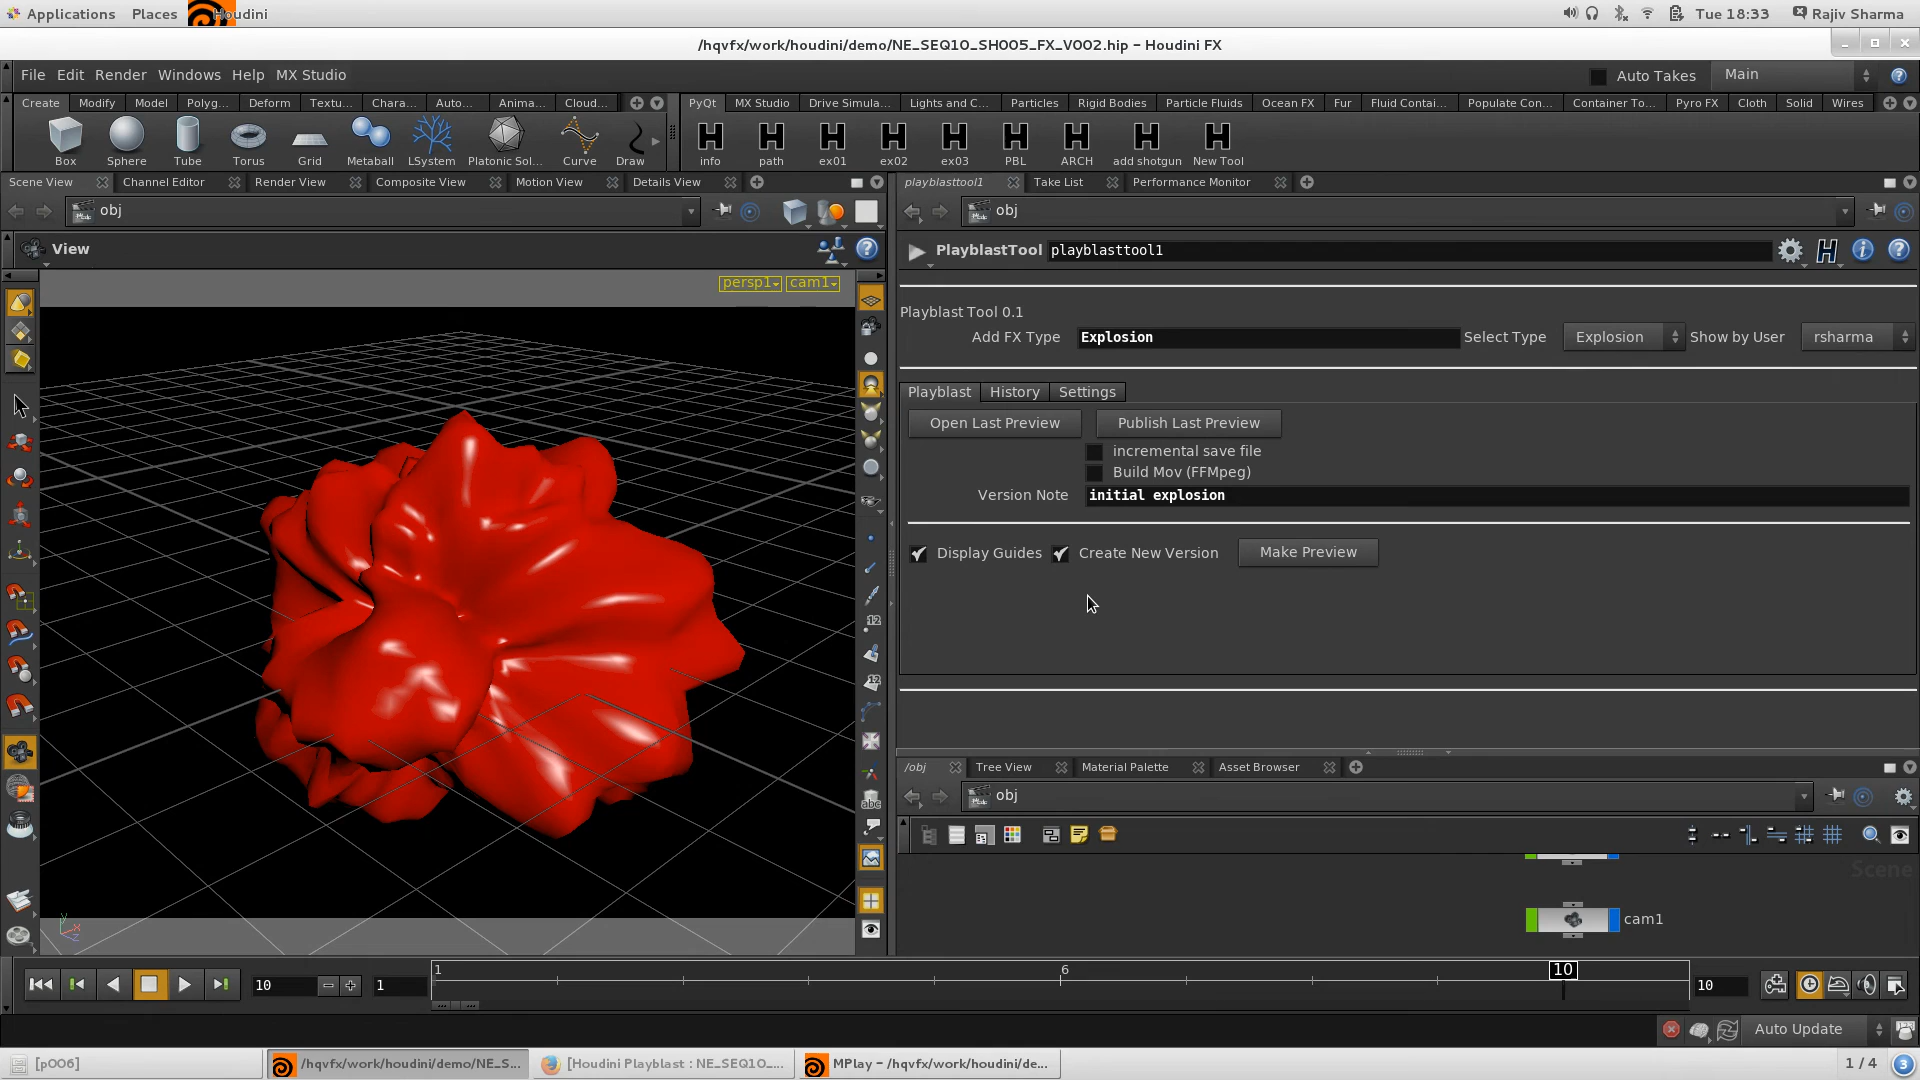 Applications Places Houdini Tue 18:33 Rajiv Sharma
/hqvfx/work/houdini/demo/NE_SEQ10_SH005_FX_V002.hip - Houdini FX
File Edit Render Windows Help MX Studio Auto Takes Main
Create Modify Model Polyg... Deform Textu... Chara... Auto... Anima... Cloud... PyQt MX Studio Drive Simula... Lights and C... Particles Rigid Bodies Particle Fluids Ocean FX Fur Fluid Contai... Populate Con... Container To... Pyro FX Cloth Solid Wires
Box Sphere Tube Torus Grid Metaball LSystem Platonic Sol... Curve Draw info path ex01 ex02 ex03 PBL ARCH add shotgun New Tool
Scene View Channel Editor Render View Composite View Motion View Details View playblasttool1 Take List Performance Monitor
obj obj
View PlayblastTool playblasttool1
persp1 cam1
Playblast Tool 0.1
Add FX Type Explosion Select Type Explosion Show by User rsharma
Playblast History Settings
Open Last Preview Publish Last Preview
incremental save file
Build Mov (FFMpeg)
Version Note initial explosion
Display Guides Create New Version Make Preview
12
12
abc
/obj Tree View Material Palette Asset Browser
obj
Scene
cam1
10 1 1 6 10 10
Auto Update
[p006] /hqvfx/work/houdini/demo/NE_S... [Houdini Playblast : NE_SEQ10_... MPlay - /hqvfx/work/houdini/de... 1 / 4 3